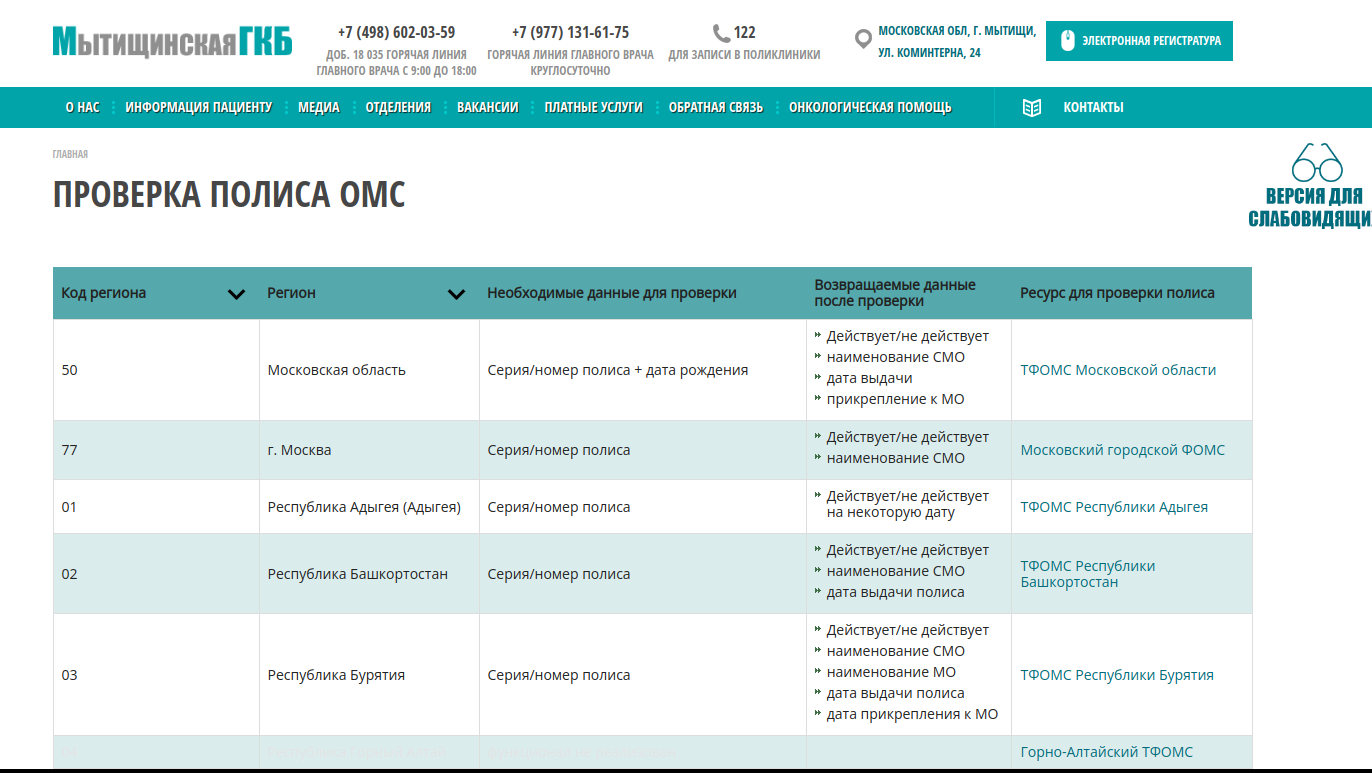 МытищинскаяГКБ
+7 (498) 602-03-59
ДОБ. 18 035 ГОРЯЧАЯ ЛИНИЯ
ГЛАВНОГО ВРАЧА С 9:00 ДО 18:00
+7 (977) 131-61-75
ГОРЯЧАЯ ЛИНИЯ ГЛАВНОГО ВРАЧА
КРУГЛОСУТОЧНО
122
ДЛЯ ЗАПИСИ В ПОЛИКЛИНИКИ
МОСКОВСКАЯ ОБЛ, Г. МЫТИЩИ,
УЛ. КОМИНТЕРНА, 24
ЭЛЕКТРОННАЯ РЕГИСТРАТУРА
О НАС ИНФОРМАЦИЯ ПАЦИЕНТУ МЕДИА ОТДЕЛЕНИЯ ВАКАНСИИ ПЛАТНЫЕ УСЛУГИ ОБРАТНАЯ СВЯЗЬ ОНКОЛОГИЧЕСКАЯ ПОМОЩЬ КОНТАКТЫ
ГЛАВНАЯ
ПРОВЕРКА ПОЛИСА ОМС
ВЕРСИЯ ДЛЯ
СЛАБОВИДЯЩИ
Код региона Регион Необходимые данные для проверки Возвращаемые данные
после проверки Ресурс для проверки полиса
50 Московская область Серия/номер полиса + дата рождения
Действует/не действует
наименование СМО
дата выдачи
прикрепление к МО
ТФОМС Московской области
77 г. Москва Серия/номер полиса
Действует/не действует
наименование СМО
Московский городской ФОМС
01 Республика Адыгея (Адыгея) Серия/номер полиса
Действует/не действует
на некоторую дату
ТФОМС Республики Адыгея
02 Республика Башкортостан Серия/номер полиса
Действует/не действует
наименование СМО
дата выдачи полиса
ТФОМС Республики
Башкортостан
03 Республика Бурятия Серия/номер полиса
Действует/не действует
наименование СМО
наименование МО
дата выдачи полиса
дата прикрепления к МО
ТФОМС Республики Бурятия
Горно-Алтайский ТФОМС